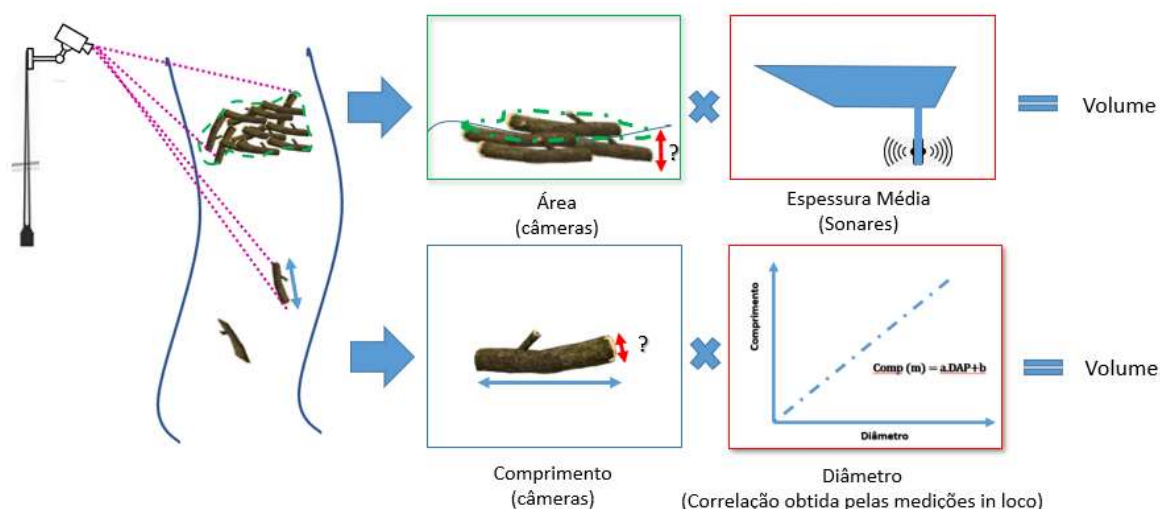 ?
Área
(câmeras)
Espessura Média
(Sonares)
Volume
?
Comprimento
(câmeras)
Comprimento
Comp (m) = a.DAP+b
Diâmetro
Diâmetro
(Correlação obtida pelas medições in loco)
Volume